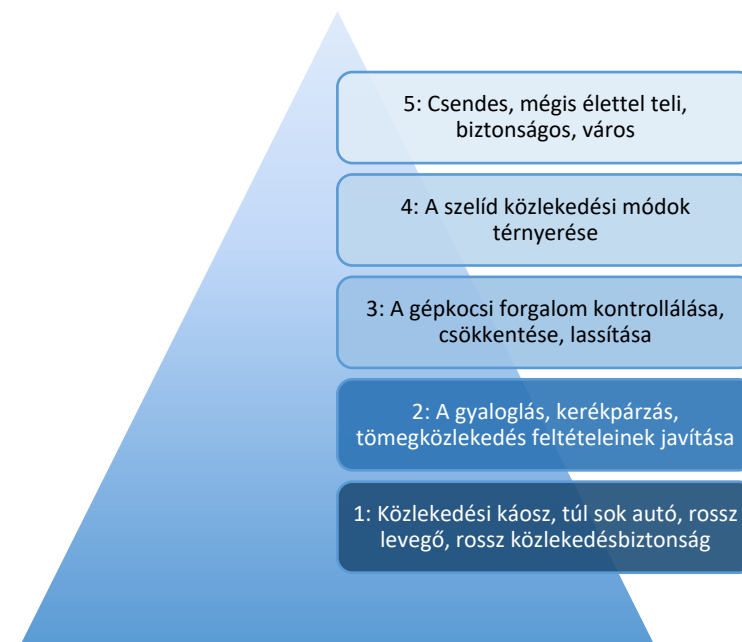 5: Csendes, mégis élettel teli,
biztonságos, város
4: A szelíd közlekedési módok
térnyerése
3: A gépkocsi forgalom kontrollálása,
csökkentése, lassítása
2: A gyaloglás, kerékpárzás,
tömegközlekedés feltételeinek javítása
1: Közlekedési káosz, túl sok autó, rossz
levegő, rossz közlekedésbiztonság